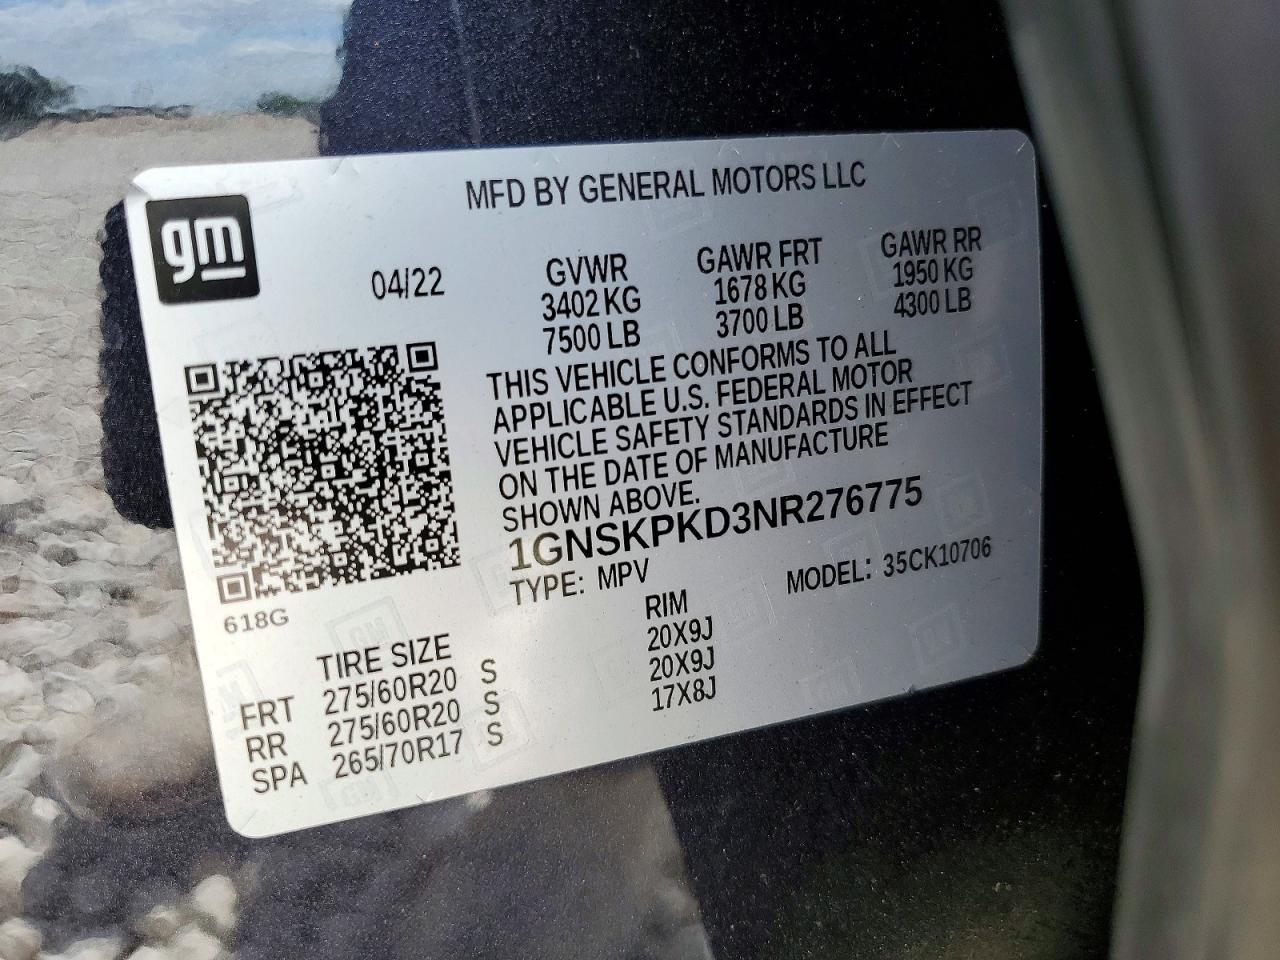 MFD BY GENERAL MOTORS LLC
gm
04/22
GVWR
3402 KG
7500 LB
GAWR FRT
1678 KG
3700 LB
GAWR RR
1950 KG
4300 LB
THIS VEHICLE CONFORMS TO ALL
APPLICABLE U.S. FEDERAL MOTOR
VEHICLE SAFETY STANDARDS IN EFFECT
ON THE DATE OF MANUFACTURE
SHOWN ABOVE.
1GNSKPKD3NR276775
TYPE: MPV MODEL: 35CK10706
618G
TIRE SIZE RIM
FRT 275/60R20 S 20X9J
RR 275/60R20 S 20X9J
SPA 265/70R17 S 17X8J